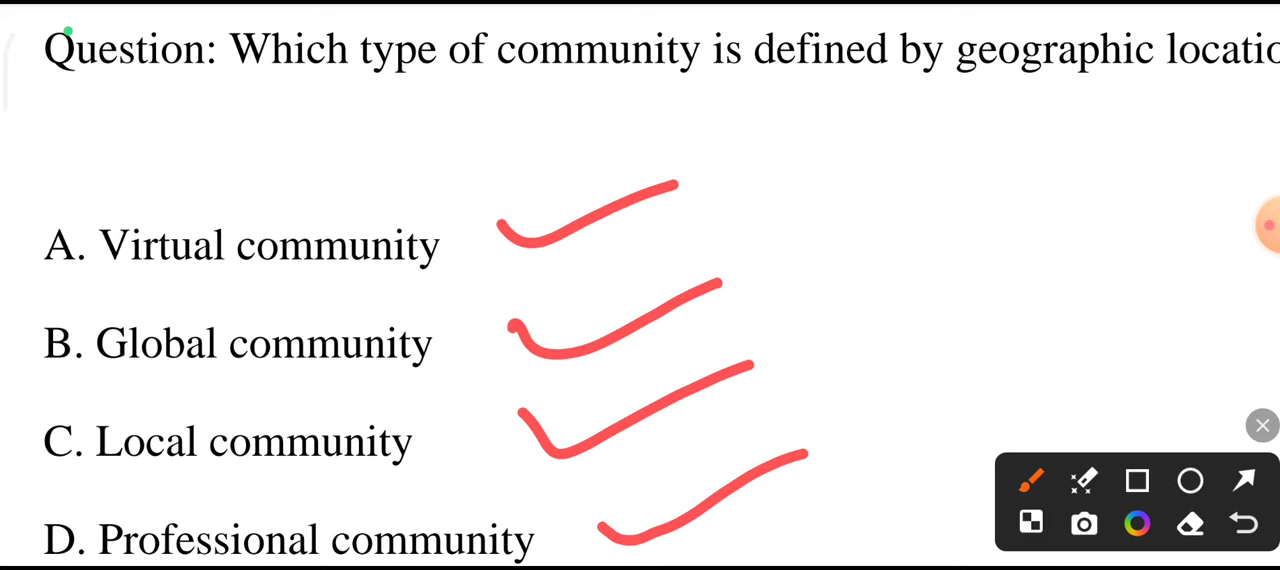 Question: Which type of community is defined by geographic locatio
A. Virtual community
B. Global community
C. Local community
D. Professional community